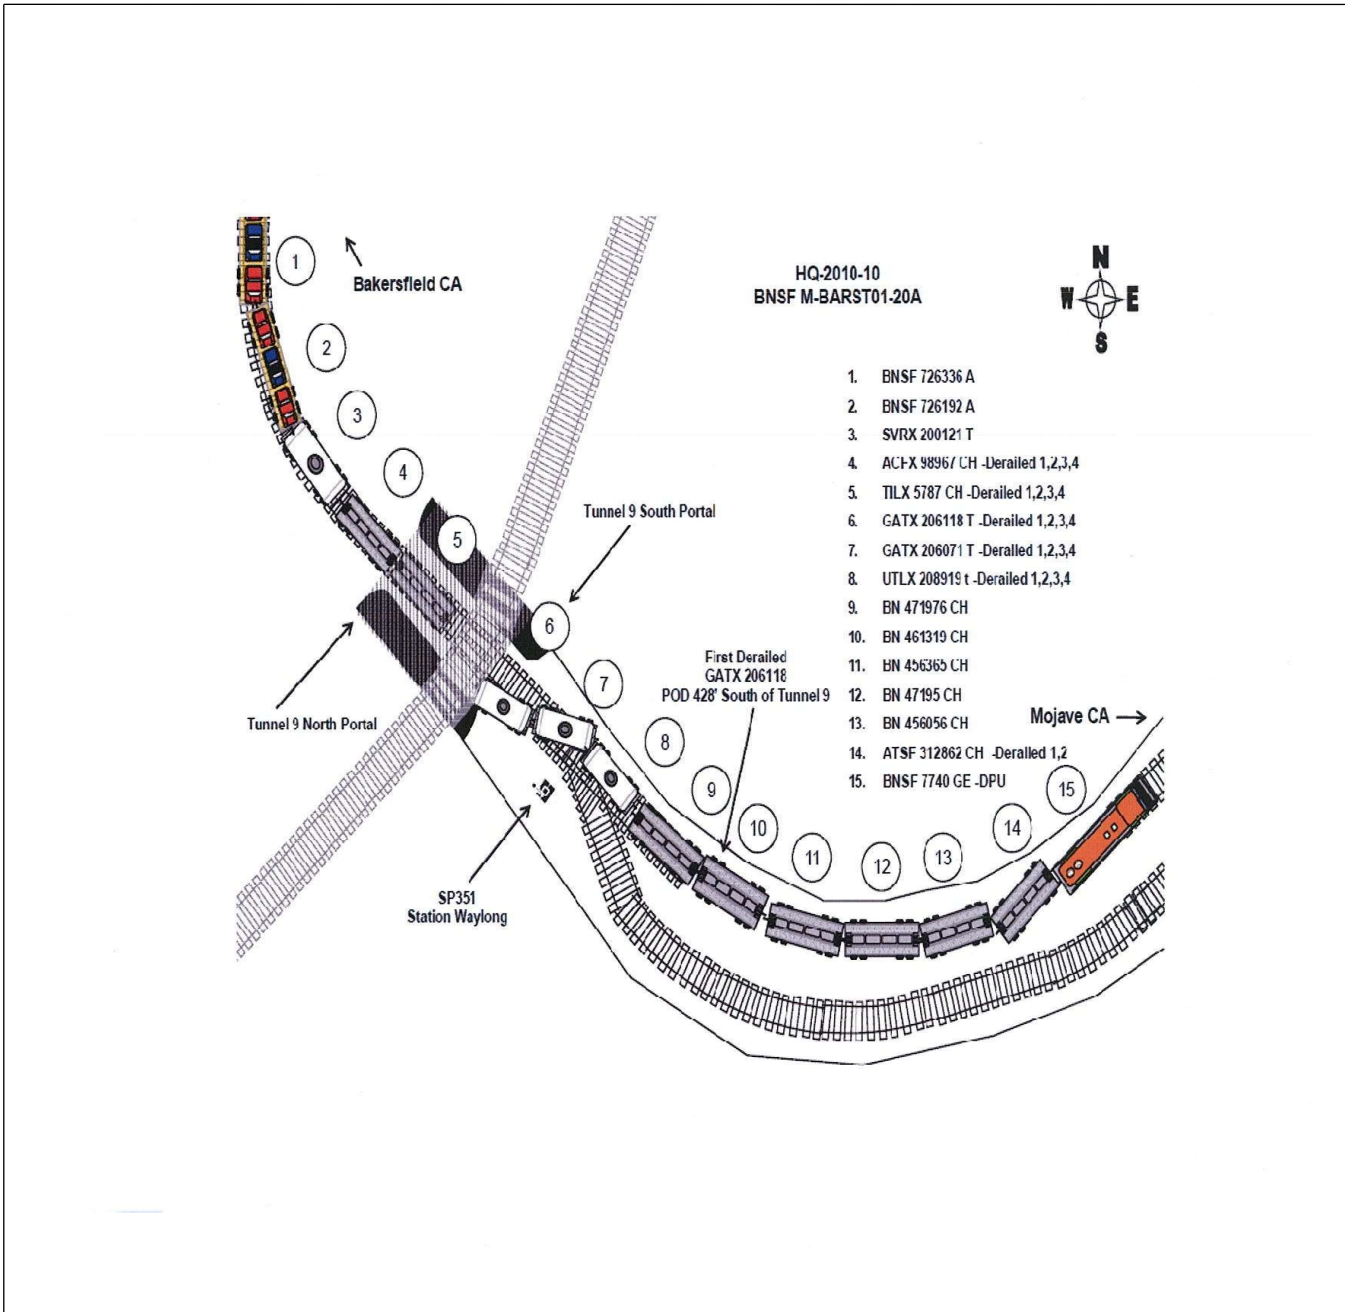 HQ-2010-10
BNSF M-BARST01-20A
N
W E
S
Bakersfield CA
1
2
3
4
5
6
7
8
9
10
11
12
13
14
15
1. BNSF 726336 A
2. BNSF 726192 A
3. SVRX 200121 T
4. ACFX 98967 CH -Derailed 1,2,3,4
5. TILX 5787 CH -Derailed 1,2,3,4
6. GATX 206118 T -Derailed 1,2,3,4
7. GATX 206071 T -Derailed 1,2,3,4
8. UTLX 208919 t -Derailed 1,2,3,4
9. BN 471976 CH
10. BN 461319 CH
11. BN 456365 CH
12. BN 47195 CH
13. BN 456056 CH
14. ATSF 312862 CH -Derailed 1,2
15. BNSF 7740 GE -DPU
Tunnel 9 South Portal
First Derailed
GATX 206118
POD 428' South of Tunnel 9
Mojave CA
Tunnel 9 North Portal
SP351
Station Waylong